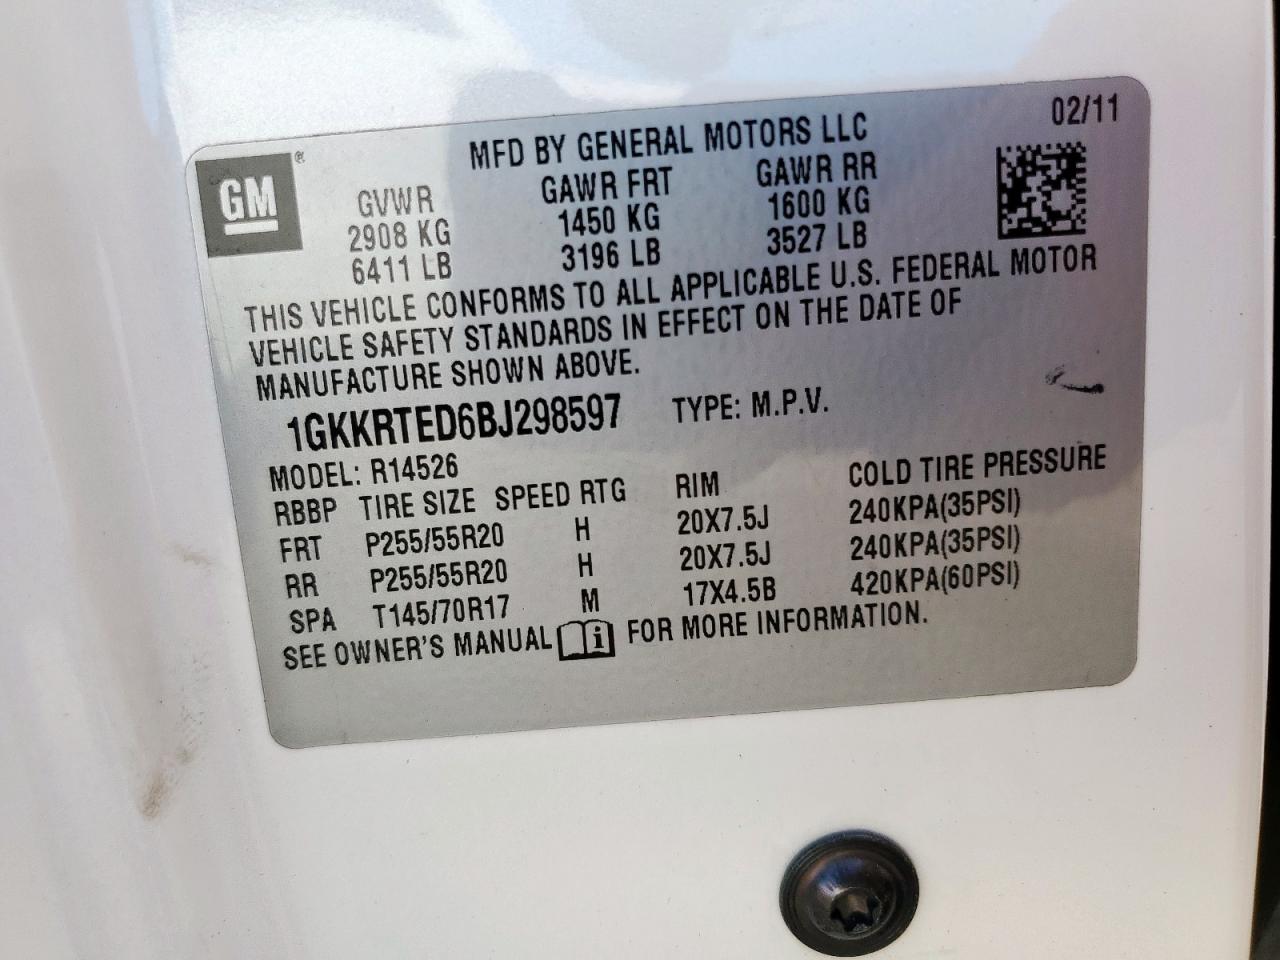 02/11
MFD BY GENERAL MOTORS LLC
GM®
GVWR GAWR FRT GAWR RR
2908 KG 1450 KG 1600 KG
6411 LB 3196 LB 3527 LB
THIS VEHICLE CONFORMS TO ALL APPLICABLE U.S. FEDERAL MOTOR
VEHICLE SAFETY STANDARDS IN EFFECT ON THE DATE OF
MANUFACTURE SHOWN ABOVE.
1GKKRTED6BJ298597 TYPE: M.P.V.
MODEL: R14526
RBBP TIRE SIZE SPEED RTG RIM COLD TIRE PRESSURE
FRT P255/55R20 H 20X7.5J 240KPA(35PSI)
RR P255/55R20 H 20X7.5J 240KPA(35PSI)
SPA T145/70R17 M 17X4.5B 420KPA(60PSI)
SEE OWNER'S MANUAL i FOR MORE INFORMATION.